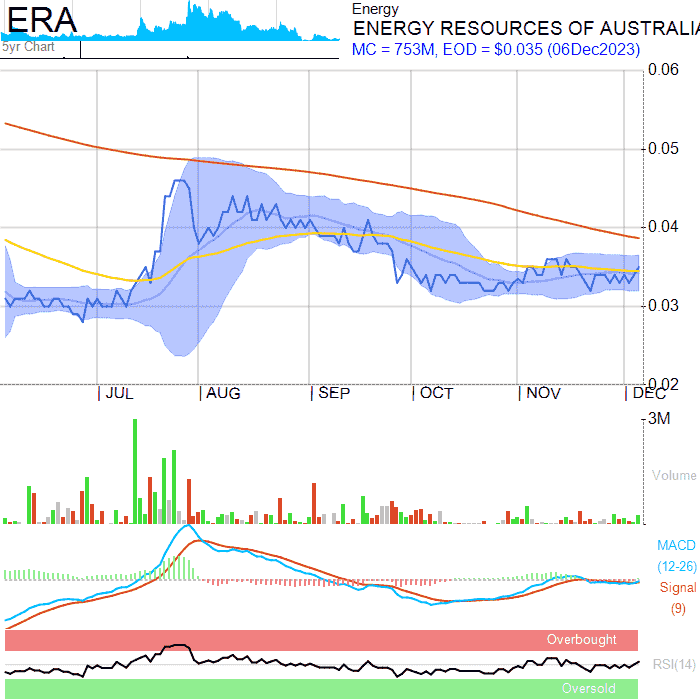 ERA
5yr Chart
Energy
ENERGY RESOURCES OF AUSTRALIA
MC = 753M, EOD = $0.035 (06Dec2023)
0.06
0.05
0.04
0.03
0.02
JUL AUG SEP OCT NOV DEC
3M
Volume
MACD
(12-26)
Signal
(9)
Overbought
RSI(14)
Oversold